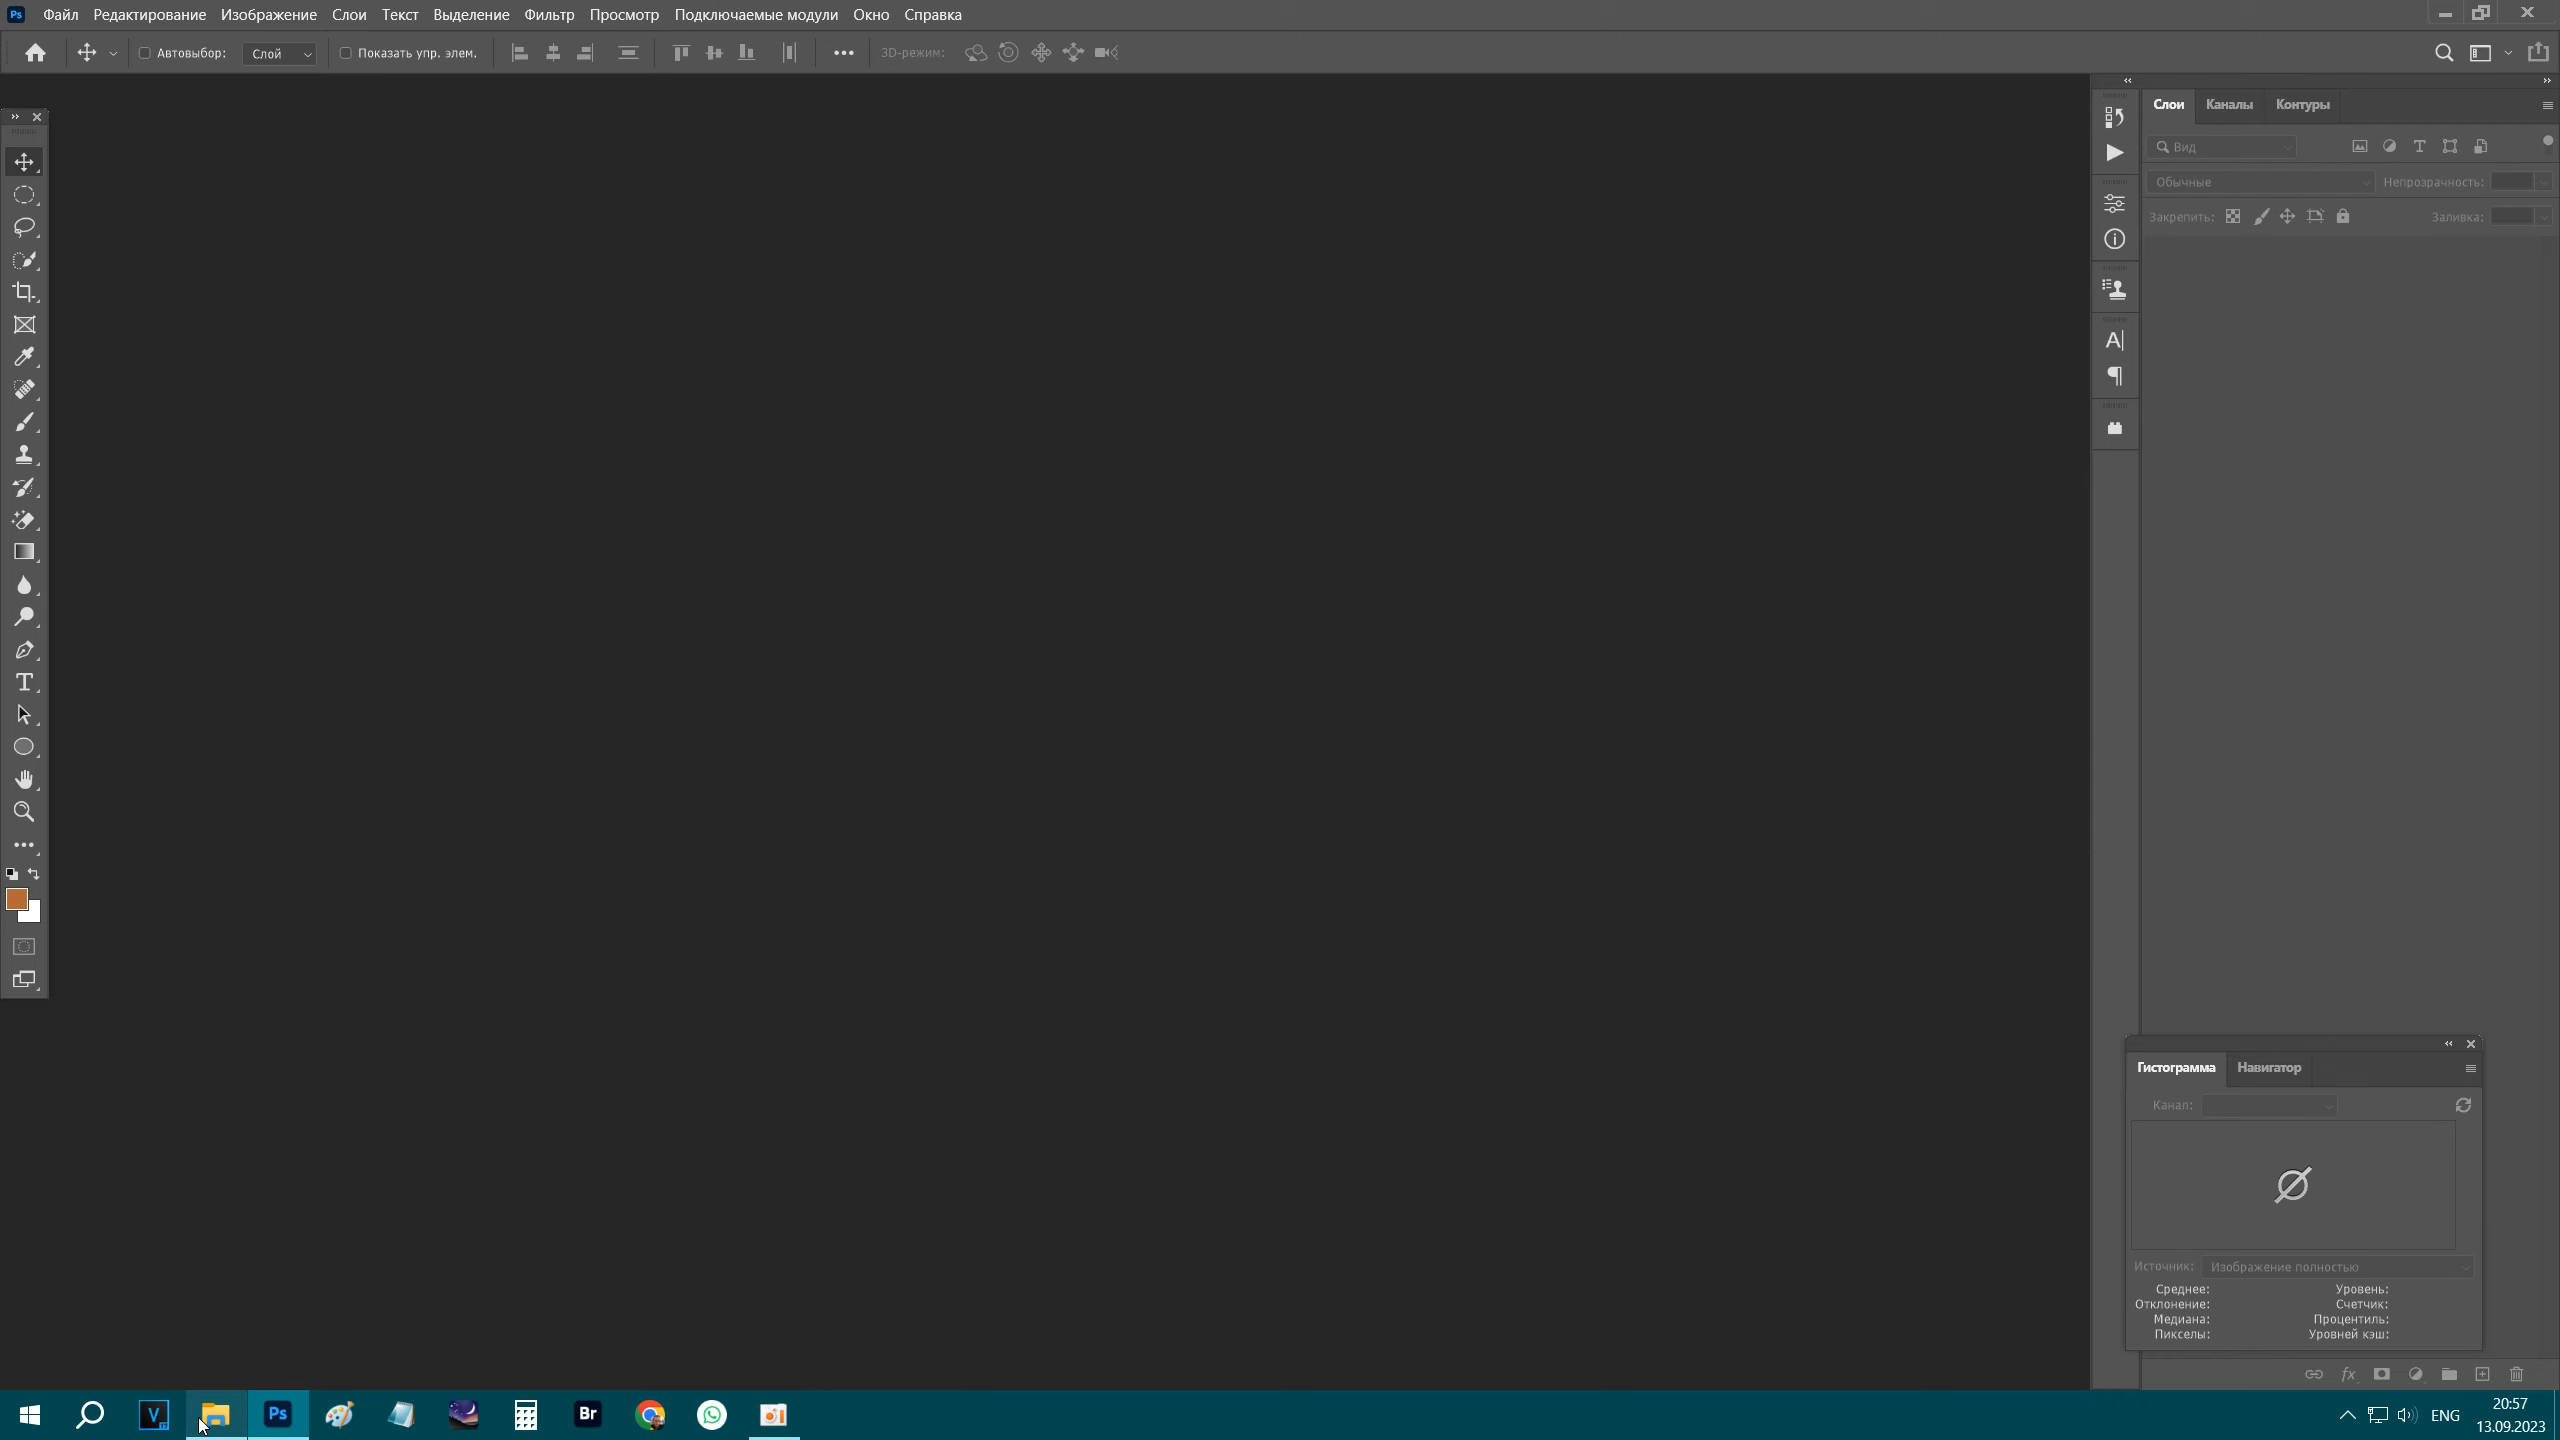 Ps Файл Редактирование Изображение Слои Текст Выделение Фильтр Просмотр Подключаемые модули Окно Справка
Автовыбор: Слой Показать упр. элем. 3D-режим:
Слои Каналы Контуры
Вид
Обычные Непрозрачность:
Закрепить: Заливка:
Гистограмма Навигатор
Канал:
Источник: Изображение полностью
Среднее: Уровень:
Отклонение: Счетчик:
Медиана: Процентиль:
Пикселы: Уровней кэш:
fx
V Ps Br ENG 20:57
13.09.2023